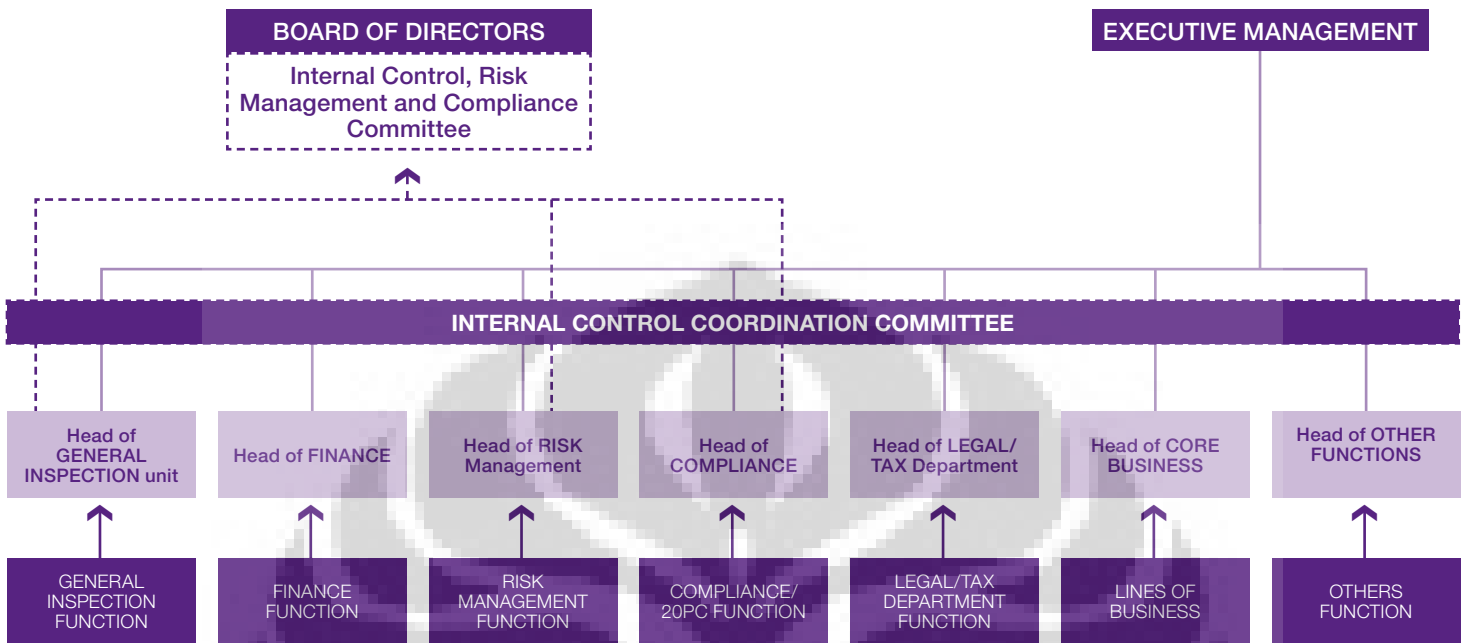 BOARD OF DIRECTORS
EXECUTIVE MANAGEMENT
Internal Control, Risk
Management and Compliance
Committee
INTERNAL CONTROL COORDINATION COMMITTEE
Head of
GENERAL
INSPECTION unit
Head of FINANCE
Head of RISK
Management
Head of
COMPLIANCE
Head of LEGAL/
TAX Department
Head of CORE
BUSINESS
Head of OTHER
FUNCTIONS
GENERAL
INSPECTION
FUNCTION
FINANCE
FUNCTION
RISK
MANAGEMENT
FUNCTION
COMPLIANCE/
20PC FUNCTION
LEGAL/TAX
DEPARTMENT
FUNCTION
LINES OF
BUSINESS
OTHERS
FUNCTION